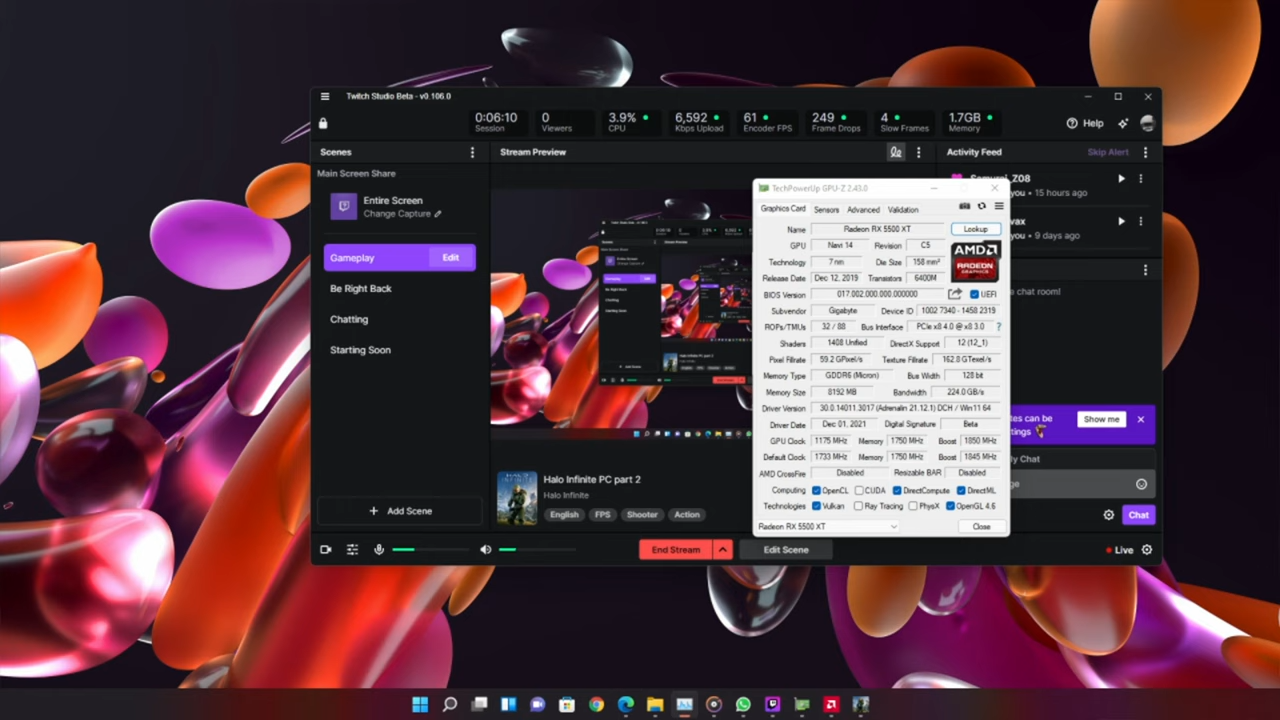 Twitch Studio Beta - v0.106.0
0:06:10
Session
0
Viewers
3.9%
CPU
6,592
Kbps Upload
61
Encoder FPS
249
Frame Drops
4
Slow Frames
1.7GB
Memory
Help
Scenes
Stream Preview
Activity Feed
Skip Alert
Main Screen Share
Entire Screen
Change Capture
Gameplay
Edit
Be Right Back
Chatting
Starting Soon
Add Scene
Halo Infinite PC part 2
Halo Infinite
English
FPS
Shooter
Action
End Stream
Edit Scene
TechPowerUp GPU-Z 2.43.0
Graphics Card Sensors Advanced Validation
Name Radeon RX 5500 XT Lookup
GPU Navi 14 Revision C5
AMD
RADEON
GRAPHICS
Technology 7 nm Die Size 158 mm²
Release Date Dec 12, 2019 Transistors 6400M
BIOS Version 017.002.000.000.000000 UEFI
Subvendor Gigabyte Device ID 1002 7340 - 1458 2319
ROPs/TMUs 32 / 88 Bus Interface PCIe x8 4.0 @ x8 3.0 ?
Shaders 1408 Unified DirectX Support 12 (12_1)
Pixel Fillrate 59.2 GPixel/s Texture Fillrate 162.8 GTexel/s
Memory Type GDDR6 (Micron) Bus Width 128 bit
Memory Size 8192 MB Bandwidth 224.0 GB/s
Driver Version 30.0.14011.3017 (Adrenalin 21.12.1) DCH / Win11 64
Driver Date Dec 01, 2021 Digital Signature Beta
GPU Clock 1175 MHz Memory 1750 MHz Boost 1850 MHz
Default Clock 1733 MHz Memory 1750 MHz Boost 1845 MHz
AMD CrossFire Disabled Resizable BAR Disabled
Computing OpenCL CUDA DirectCompute DirectML
Technologies Vulkan Ray Tracing PhysX OpenGL 4.6
Radeon RX 5500 XT Close
Samurai_Z08
you • 15 hours ago
vax
you • 9 days ago
chat room!
can be
Show me
Chat
Chat
Live